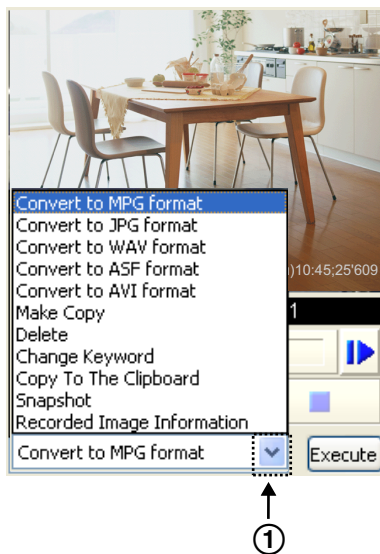 Convert to MPG format
Convert to JPG format
Convert to WAV format
Convert to ASF format
)10:45;25'609
Convert to AVI format
Make Copy
1
Delete
Change Keyword
Copy To The Clipboard
Snapshot
Recorded Image Information
Convert to MPG format
Execute
①